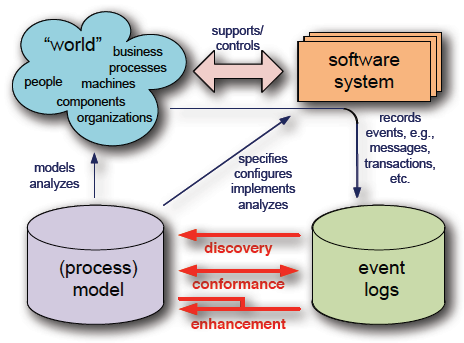 "world"
business
processes
people
machines
components
organizations
supports/
controls
software
system
records
events, e.g.,
messages,
transactions,
etc.
models
analyzes
specifies
configures
implements
analyzes
(process)
model
discovery
conformance
enhancement
event
logs